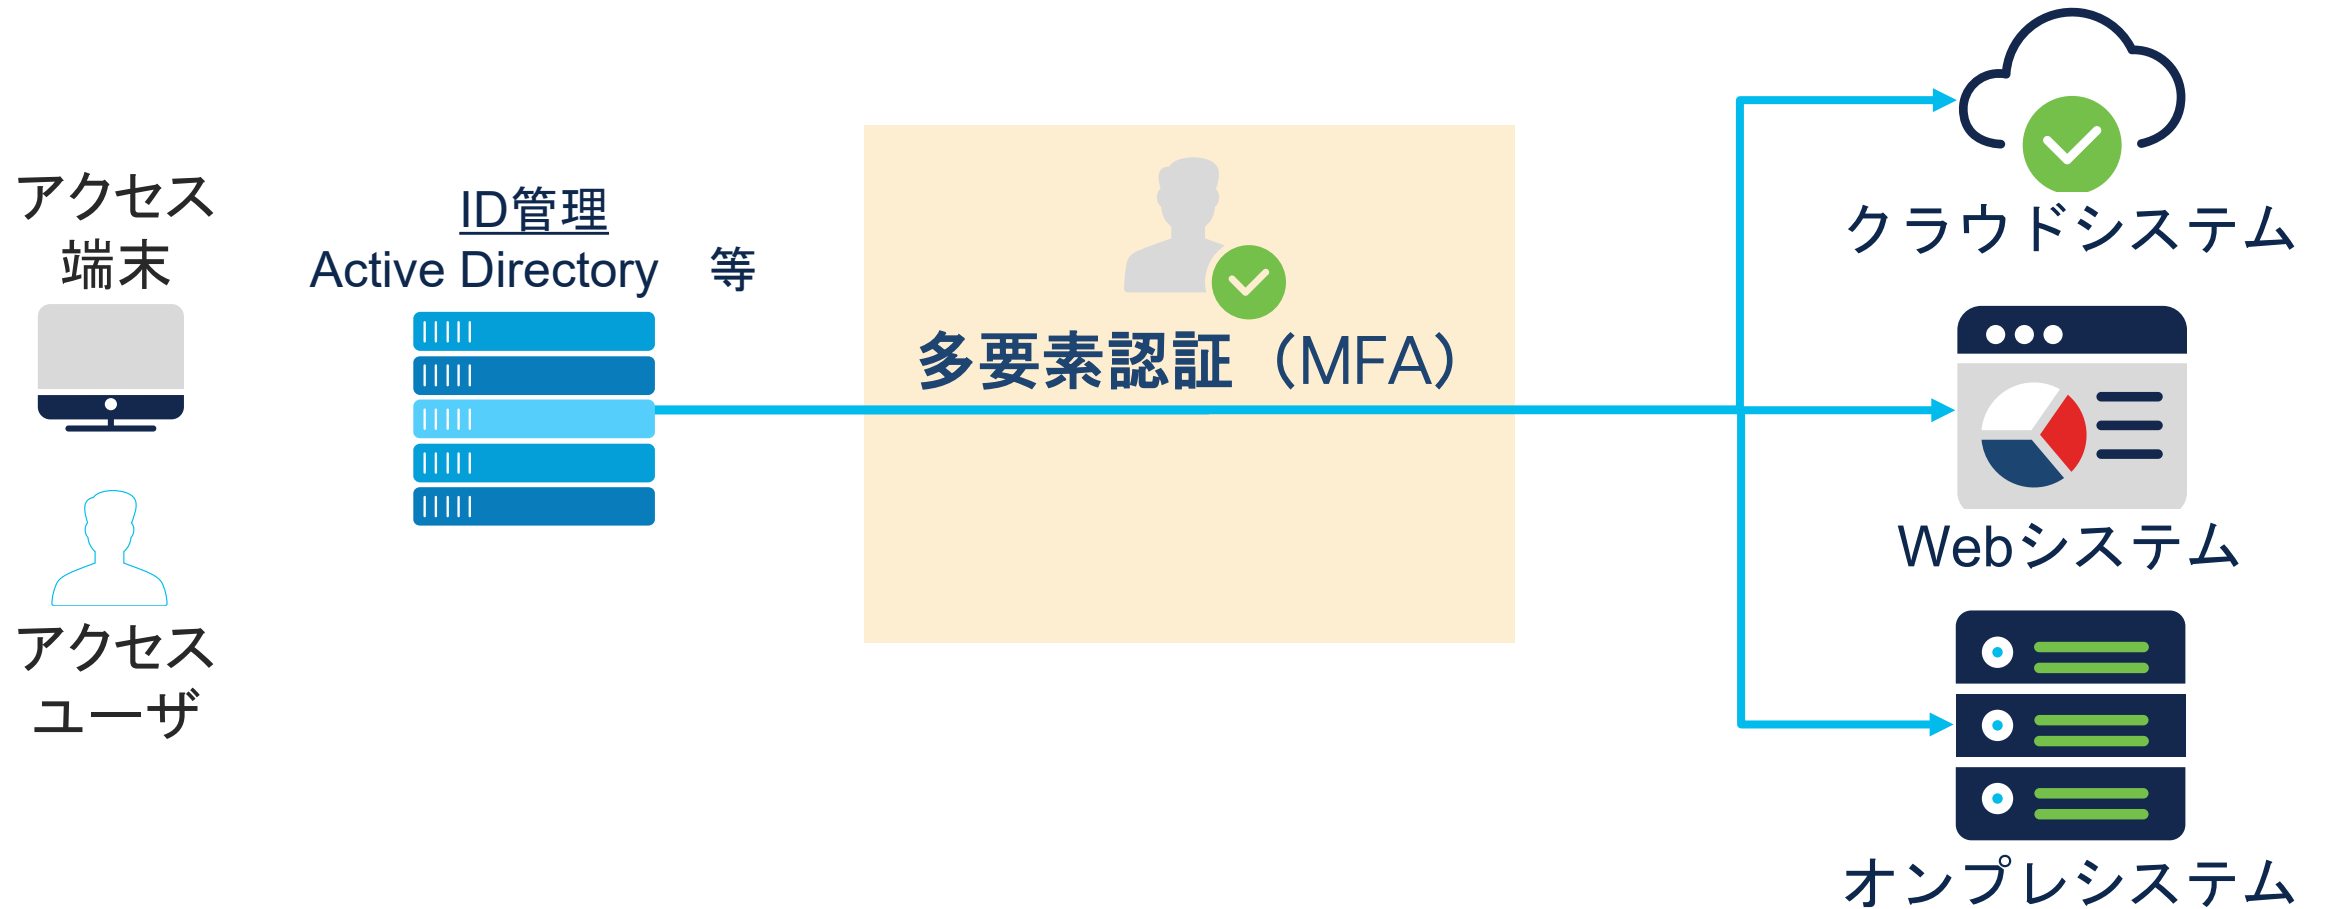 アクセス
端末
アクセス
ユーザ
ID管理
Active Directory　等
多要素認証（MFA）
クラウドシステム
Webシステム
オンプレシステム